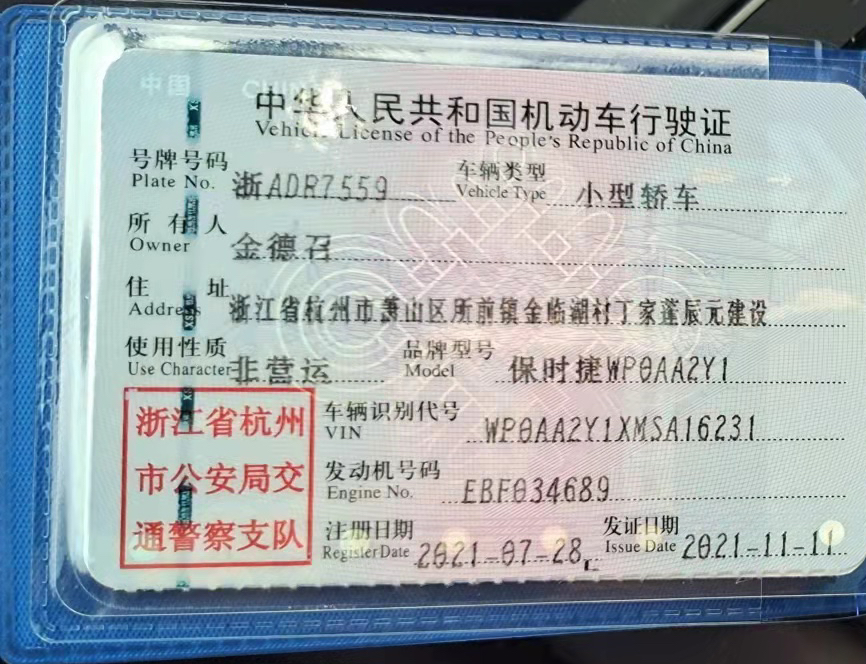 中国 CHINA
中华人民共和国机动车行驶证
Vehicle License of the People's Republic of China
号牌号码 浙ADR7559 车辆类型 小型轿车
Plate No. Vehicle Type
所有人 金德召
Owner
住址 浙江省杭州市萧山区所前镇金临湖村丁家蓬辰元建设
Address
使用性质 非营运 品牌型号 保时捷WP0AA2Y1
Use Character Model
浙江省杭州
市公安局交
通警察支队
车辆识别代号 WP0AA2Y1XMSA16231
VIN
发动机号码 EBF034689
Engine No.
注册日期 2021-07-28 发证日期 2021-11-11
Register Date Issue Date